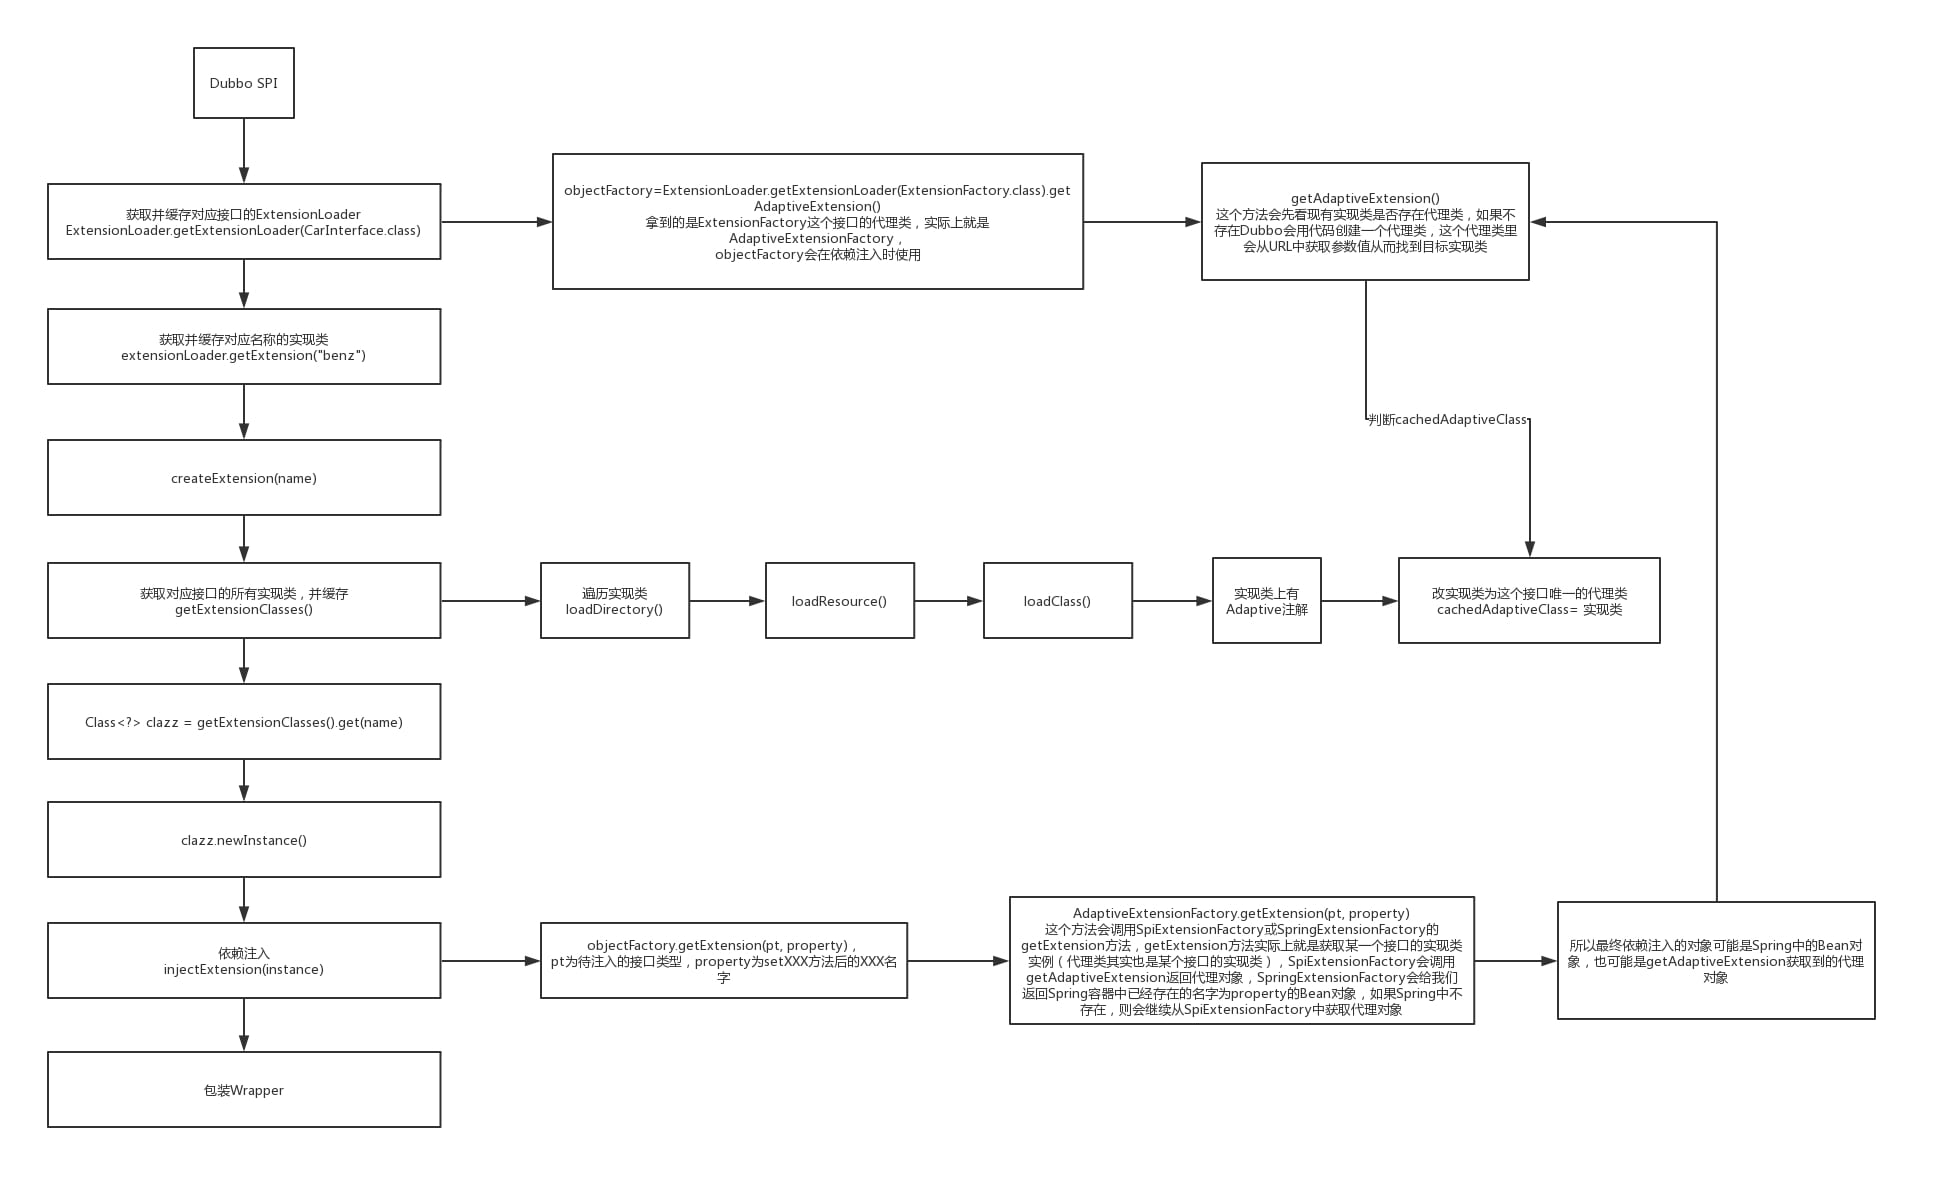 Dubbo SPI
获取并缓存对应接口的ExtensionLoader
ExtensionLoader.getExtensionLoader(CarInterface.class)
objectFactory=ExtensionLoader.getExtensionLoader(ExtensionFactory.class).get
AdaptiveExtension()
拿到的是ExtensionFactory这个接口的代理类，实际上就是
AdaptiveExtensionFactory，
objectFactory会在依赖注入时使用
getAdaptiveExtension()
这个方法会先看现有实现类是否存在代理类，如果不
存在Dubbo会用代码创建一个代理类，这个代理类里
会从URL中获取参数值从而找到目标实现类
获取并缓存对应名称的实现类
extensionLoader.getExtension("benz")
判断cachedAdaptiveClass
createExtension(name)
获取对应接口的所有实现类，并缓存
getExtensionClasses()
遍历实现类
loadDirectory()
loadResource()
loadClass()
实现类上有
Adaptive注解
改实现类为这个接口唯一的代理类
cachedAdaptiveClass= 实现类
Class<?> clazz = getExtensionClasses().get(name)
clazz.newInstance()
依赖注入
injectExtension(instance)
objectFactory.getExtension(pt, property)，
pt为待注入的接口类型，property为setXXX方法后的XXX名
字
AdaptiveExtensionFactory.getExtension(pt, property)
这个方法会调用SpiExtensionFactory或SpringExtensionFactory的
getExtension方法，getExtension方法实际上就是获取某一个接口的实现类
实例（代理类其实也是某个接口的实现类），SpiExtensionFactory会调用
getAdaptiveExtension返回代理对象，SpringExtensionFactory会给我们
返回Spring容器中已经存在的名字为property的Bean对象，如果Spring中不
存在，则会继续从SpiExtensionFactory中获取代理对象
所以最终依赖注入的对象可能是Spring中的Bean对
象，也可能是getAdaptiveExtension获取到的代理
对象
包装Wrapper